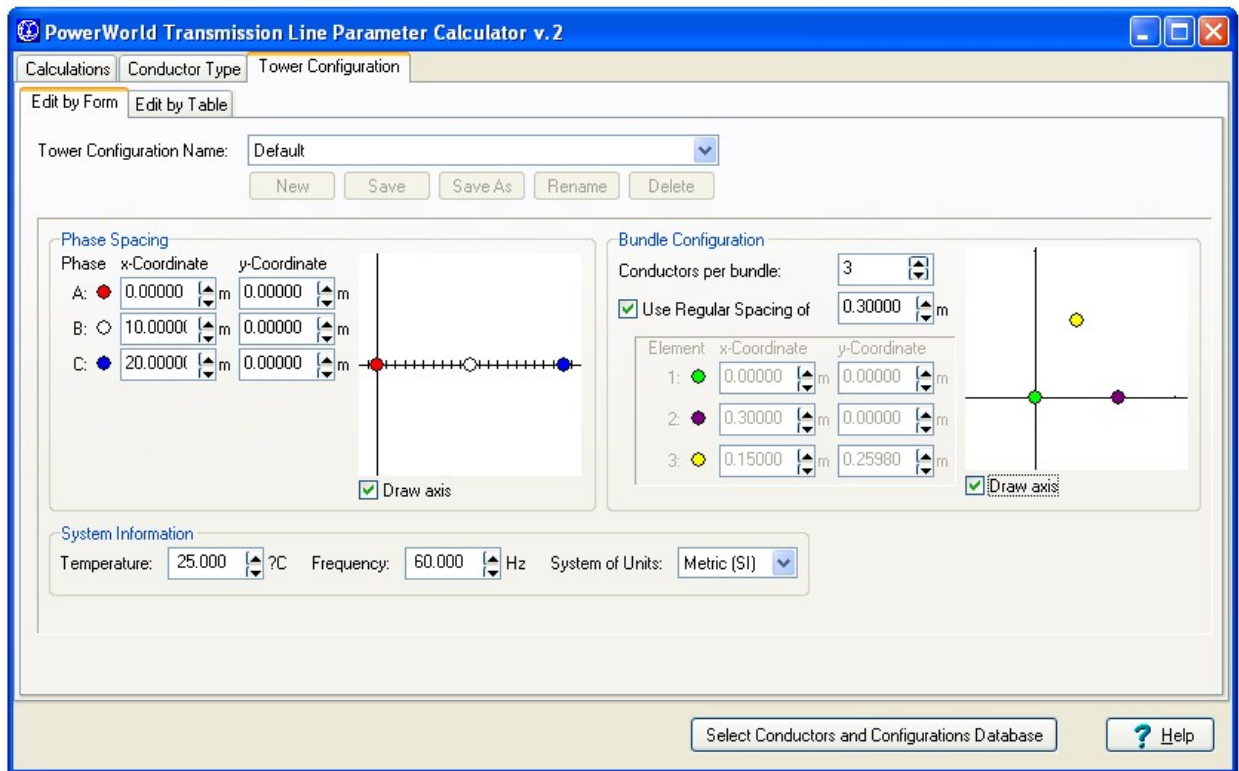 PowerWorld Transmission Line Parameter Calculator v.2
Calculations Conductor Type Tower Configuration
Edit by Form Edit by Table
Tower Configuration Name: Default
New Save Save As Rename Delete
Phase Spacing
Phase x-Coordinate y-Coordinate
A: 0.00000 m 0.00000 m
B: 10.0000( m 0.00000 m
C: 20.0000( m 0.00000 m
Draw axis
Bundle Configuration
Conductors per bundle: 3
Use Regular Spacing of 0.30000 m
Element x-Coordinate y-Coordinate
1: 0.00000 m 0.00000 m
2: 0.30000 m 0.00000 m
3: 0.15000 m 0.25980 m
Draw axis
System Information
Temperature: 25.000 ?C Frequency: 60.000 Hz System of Units: Metric (SI)
Select Conductors and Configurations Database ? Help